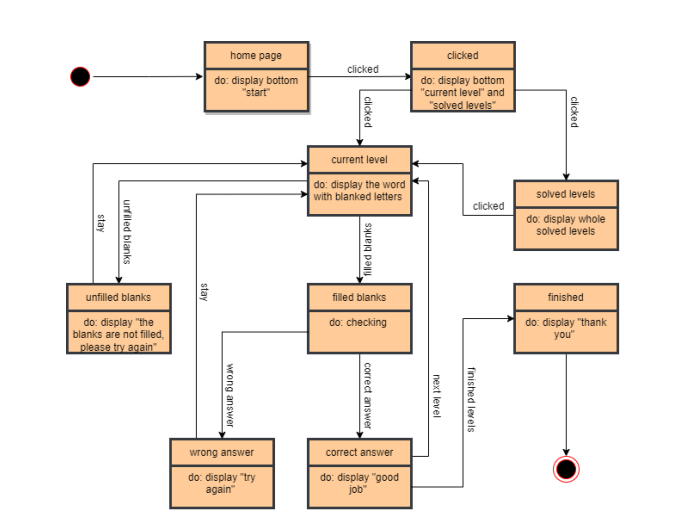 home page
do: display bottom
"start"
clicked
clicked
do: display bottom
"current level" and
"solved levels"
clicked
clicked
current level
do: display the word
with blanked letters
solved levels
do: display whole
solved levels
clicked
stay
unfilled blanks
stay
filled blanks
unfilled blanks
do: display "the
blanks are not filled,
please try again"
filled blanks
do: checking
finished
do: display "thank
you"
wrong answer
correct answer
next level
finished levels
wrong answer
do: display "try
again"
correct answer
do: display "good
job"